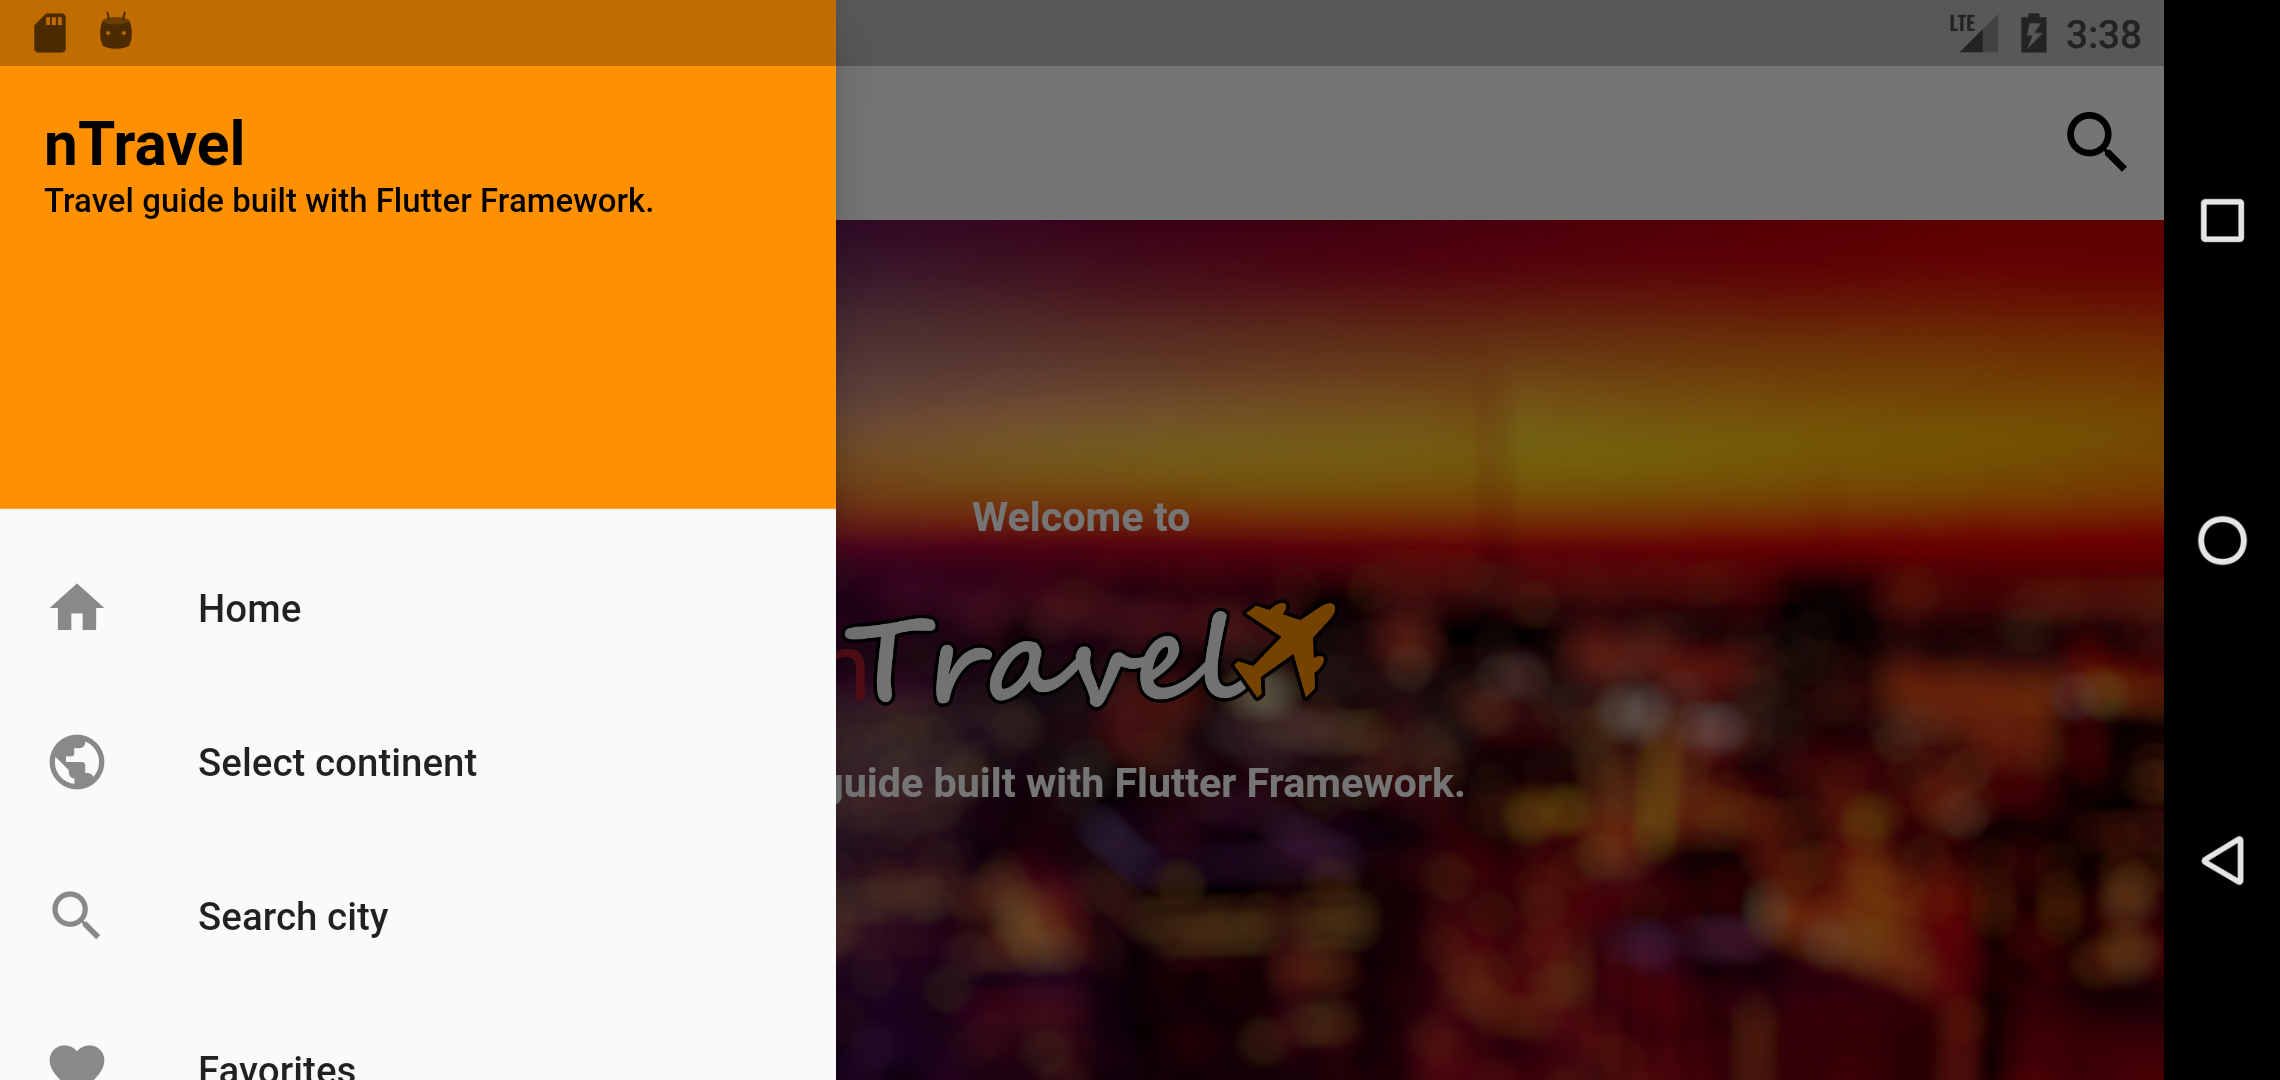 LTE 3:38
nTravel
Travel guide built with Flutter Framework.
Home
Select continent
Search city
Favorites
Welcome to
nTravel
guide built with Flutter Framework.